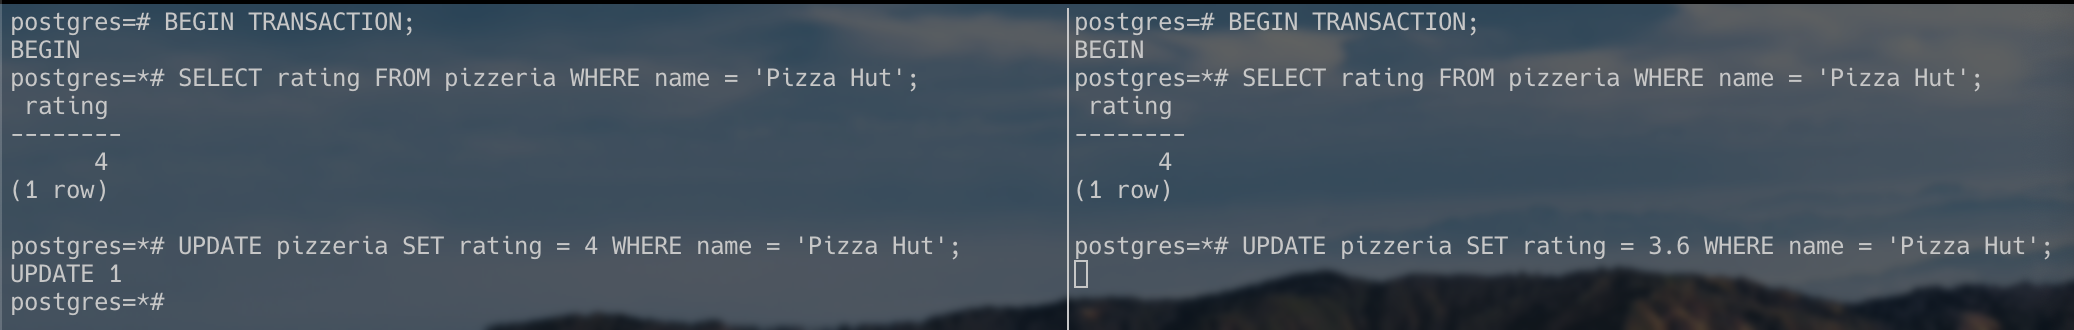 postgres=# BEGIN TRANSACTION;
BEGIN
postgres=*# SELECT rating FROM pizzeria WHERE name = 'Pizza Hut';
rating
--------
4
(1 row)
postgres=*# UPDATE pizzeria SET rating = 4 WHERE name = 'Pizza Hut';
UPDATE 1
postgres=*#
postgres=# BEGIN TRANSACTION;
BEGIN
postgres=*# SELECT rating FROM pizzeria WHERE name = 'Pizza Hut';
rating
--------
4
(1 row)
postgres=*# UPDATE pizzeria SET rating = 3.6 WHERE name = 'Pizza Hut';